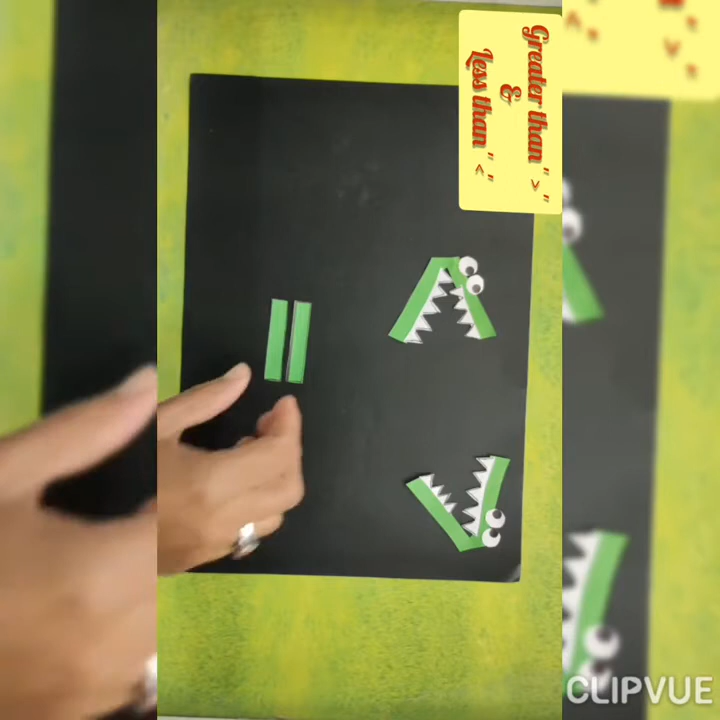 Greater than " > "
&
Less than " < "
CLIPVUE